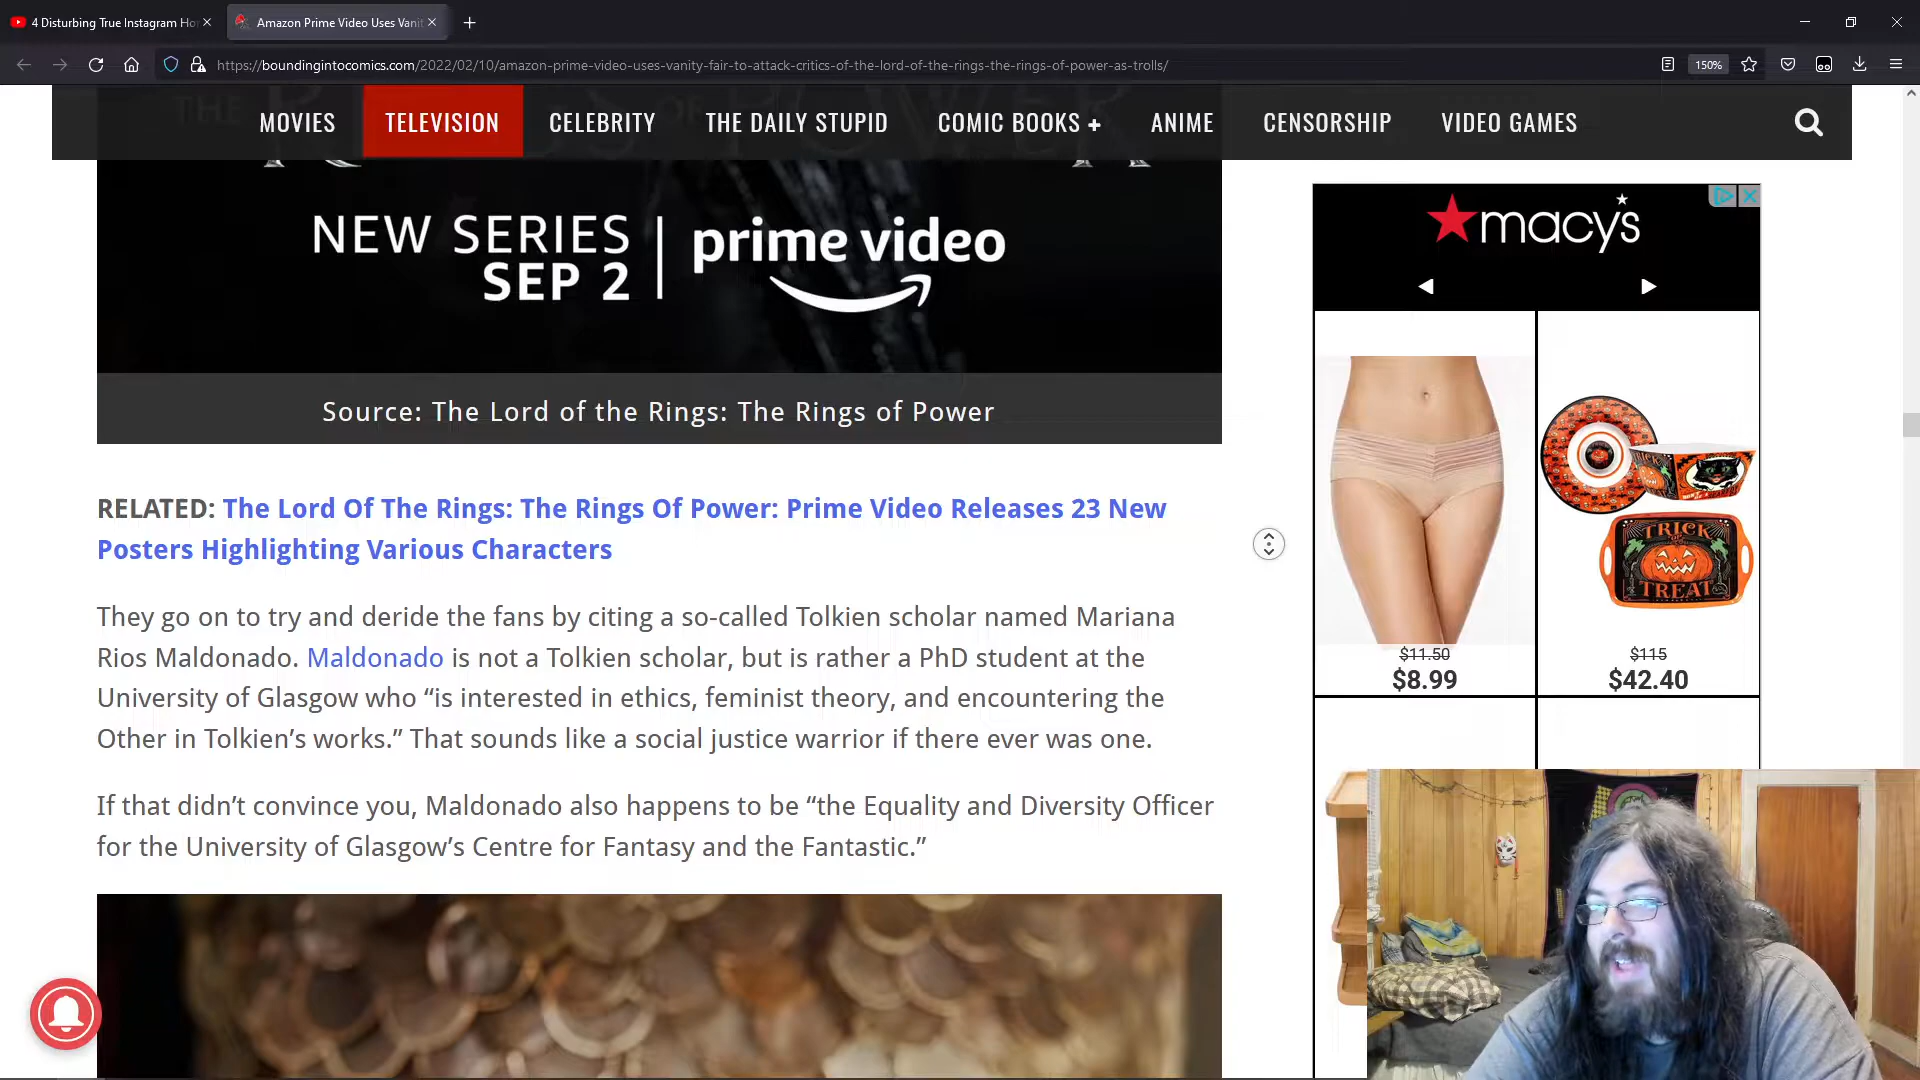 4 Disturbing True Instagram Ho
Amazon Prime Video Uses Vani
https://boundingintocomics.com/2022/02/10/amazon-prime-video-uses-vanity-fair-to-attack-critics-of-the-lord-of-the-rings-the-rings-of-power-as-trolls/
150%
MOVIES
TELEVISION
CELEBRITY
THE DAILY STUPID
COMIC BOOKS +
ANIME
CENSORSHIP
VIDEO GAMES
NEW SERIES
SEP 2
prime video
Source: The Lord of the Rings: The Rings of Power
RELATED: The Lord Of The Rings: The Rings Of Power: Prime Video Releases 23 New
Posters Highlighting Various Characters
They go on to try and deride the fans by citing a so-called Tolkien scholar named Mariana
Rios Maldonado. Maldonado is not a Tolkien scholar, but is rather a PhD student at the
University of Glasgow who “is interested in ethics, feminist theory, and encountering the
Other in Tolkien’s works.” That sounds like a social justice warrior if there ever was one.
If that didn’t convince you, Maldonado also happens to be “the Equality and Diversity Officer
for the University of Glasgow’s Centre for Fantasy and the Fantastic.”
macys
TRICK
TREAT
$11.50
$8.99
$115
$42.40